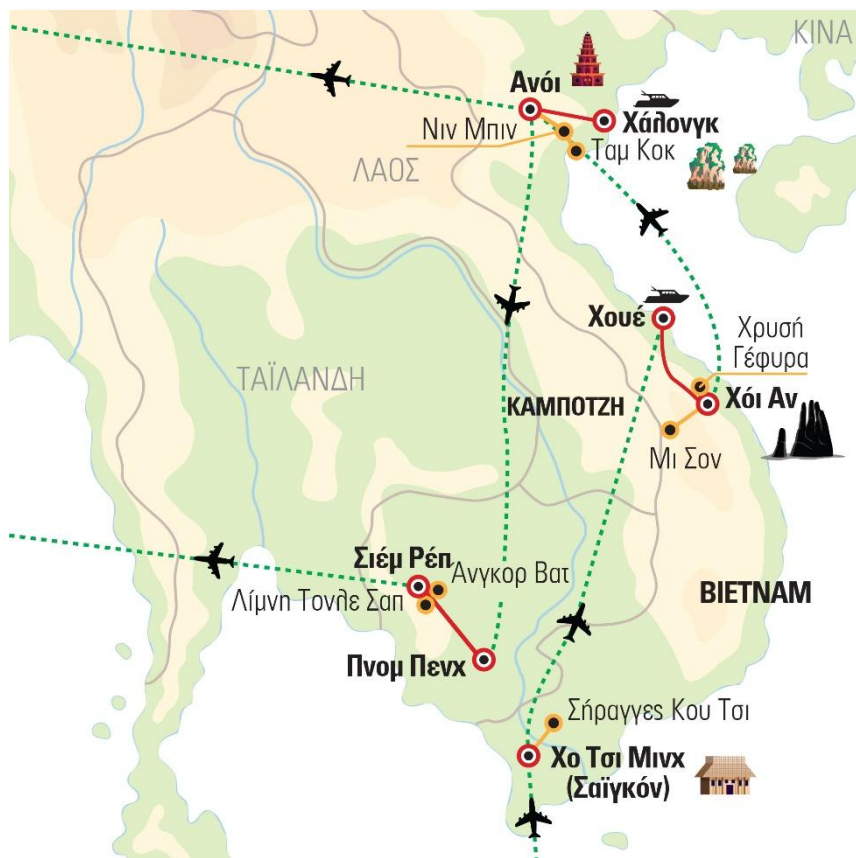 ΚΙΝΑ
Ανόι
Χάλονγκ
Νιν Μπιν
Ταμ Κοκ
ΛΑΟΣ
Χουέ
Χρυσή
Γέφυρα
ΤΑΪΛΑΝΔΗ
ΚΑΜΠΟΤΖΗ
Χόι Αν
Μι Σον
Σιέμ Ρέπ
Ανγκορ Βατ
Λίμνη Τονλε Σαπ
ΒΙΕΤΝΑΜ
Πνομ Πενχ
Σήραγγες Κου Τσι
Χο Τσι Μινχ
(Σαϊγκόν)